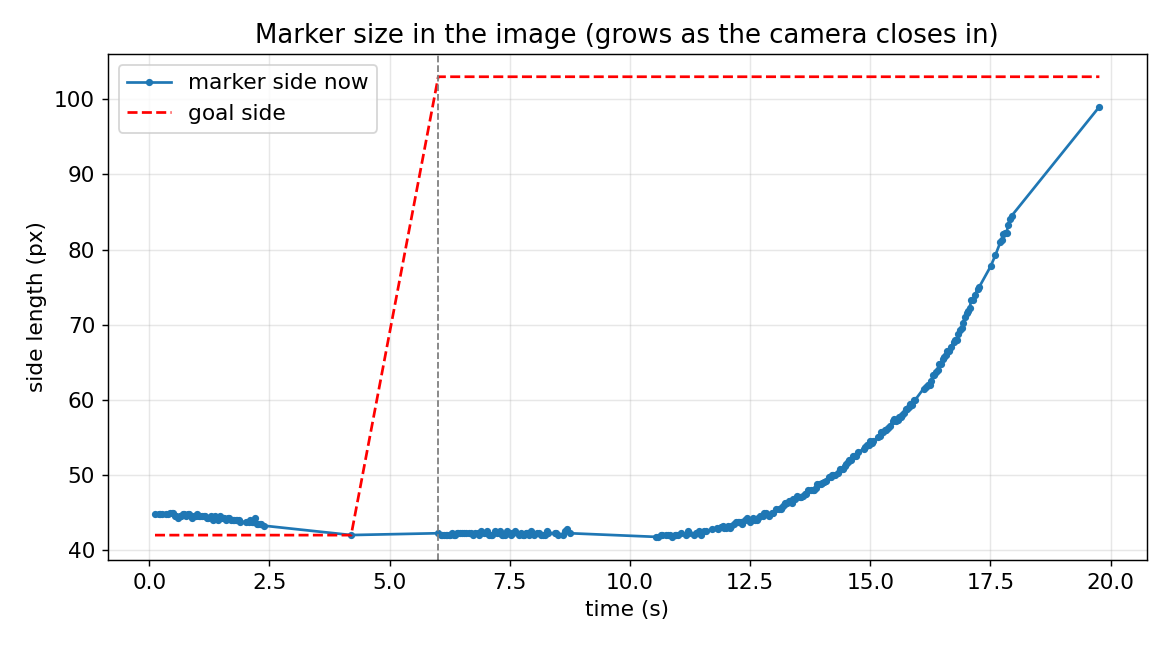 Marker size in the image (grows as the camera closes in)
marker side now
goal side
100
90
80
70
60
50
40
side length (px)
0.0 2.5 5.0 7.5 10.0 12.5 15.0 17.5 20.0
time (s)